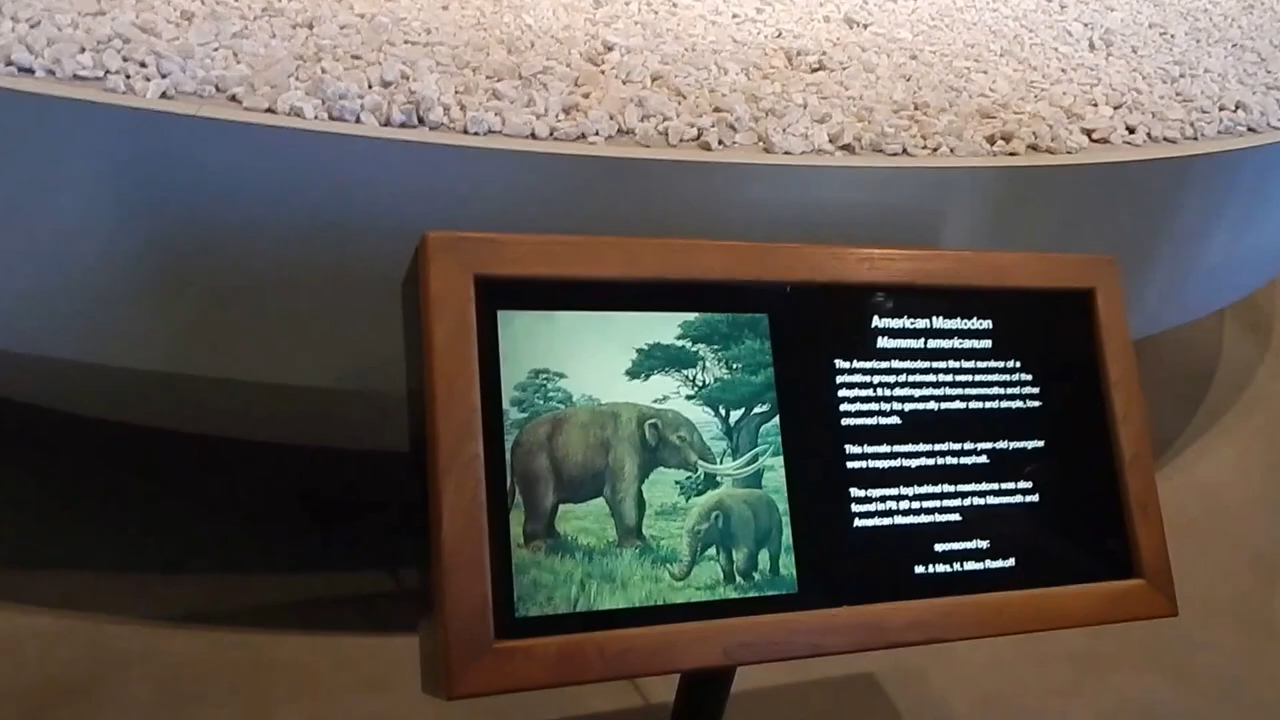 American Mastodon
Mammut americanum
The American Mastodon was the last survivor of a
primitive group of animals that were ancestors of the
elephant. It is distinguished from mammoths and other
elephants by its generally smaller size and simple, low-
crowned teeth.
This female mastodon and her six-year-old youngster
were trapped together in the asphalt.
The cypress log behind the mastodons was also
found in Pit #9 as were most of the Mammoth and
American Mastodon bones.
sponsored by:
Mr. & Mrs. H. Miles Raskoff